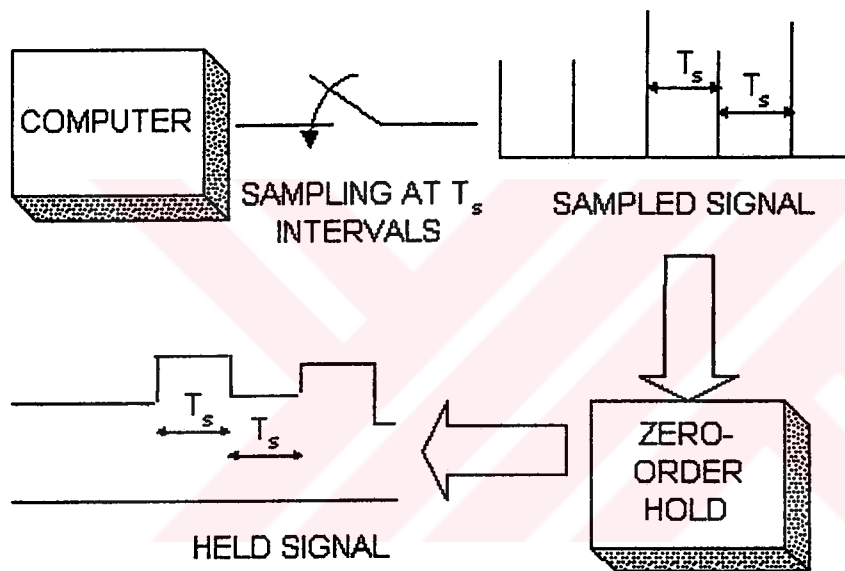 COMPUTER
SAMPLING AT Ts
INTERVALS
Ts
Ts
SAMPLED SIGNAL
Ts
Ts
HELD SIGNAL
ZERO-
ORDER
HOLD